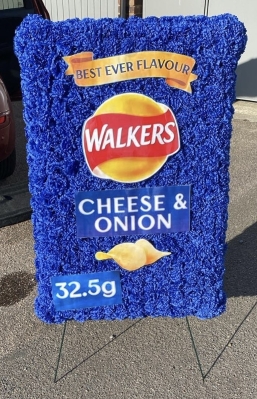 BEST EVER FLAVOUR
WALKERS
CHEESE &
ONION
32.5g